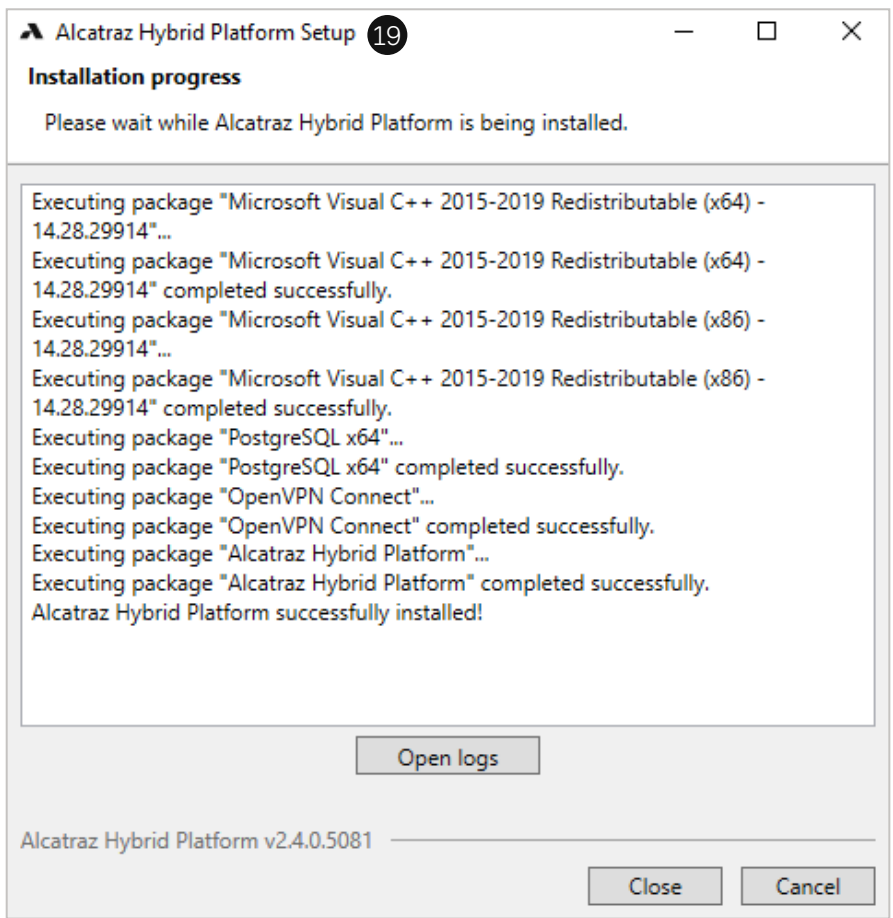 Alcatraz Hybrid Platform Setup 19
Installation progress
Please wait while Alcatraz Hybrid Platform is being installed.
Executing package "Microsoft Visual C++ 2015-2019 Redistributable (x64) -
14.28.29914"...
Executing package "Microsoft Visual C++ 2015-2019 Redistributable (x64) -
14.28.29914" completed successfully.
Executing package "Microsoft Visual C++ 2015-2019 Redistributable (x86) -
14.28.29914"...
Executing package "Microsoft Visual C++ 2015-2019 Redistributable (x86) -
14.28.29914" completed successfully.
Executing package "PostgreSQL x64"...
Executing package "PostgreSQL x64" completed successfully.
Executing package "OpenVPN Connect"...
Executing package "OpenVPN Connect" completed successfully.
Executing package "Alcatraz Hybrid Platform"...
Executing package "Alcatraz Hybrid Platform" completed successfully.
Alcatraz Hybrid Platform successfully installed!
Open logs
Alcatraz Hybrid Platform v2.4.0.5081
Close Cancel